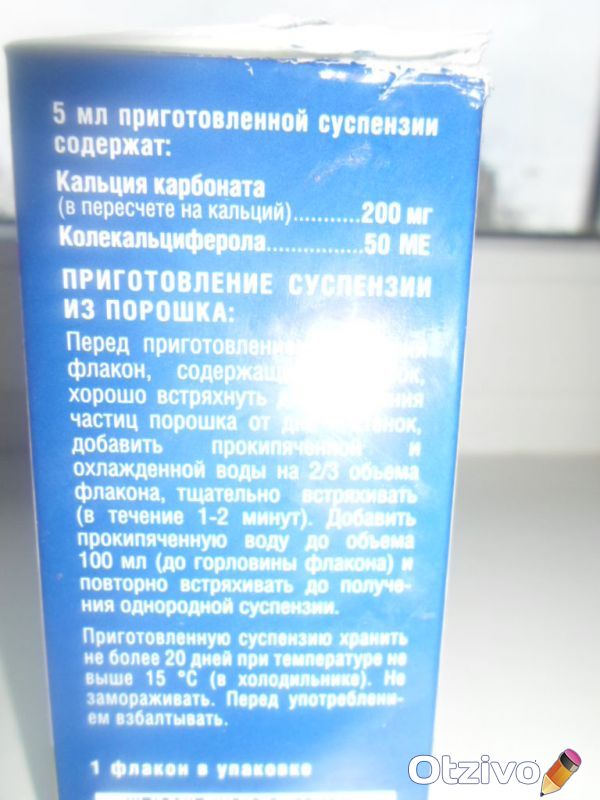 5 мл приготовленной суспензии
содержат:
Кальция карбоната
(в пересчете на кальций)...........200 мг
Колекальциферола................50 МЕ
ПРИГОТОВЛЕНИЕ СУСПЕНЗИИ
ИЗ ПОРОШКА:
Перед
флакон,
хорошо встряхнуть
частиц порошка от
добавить прокипяченной и
охлажденной воды на 2/3 объема
флакона, тщательно встряхивать
(в течение 1-2 минут). Добавить
прокипяченную воду до объема
100 мл (до горловины флакона) и
повторно встряхивать до получе-
ния однородной суспензии.
Приготовленную суспензию хранить
не более 20 дней при температуре не
выше 15 °С (в холодильнике). Не
замораживать. Перед употреблени-
ем взбалтывать.
1 флакон в упаковке
Otzivo